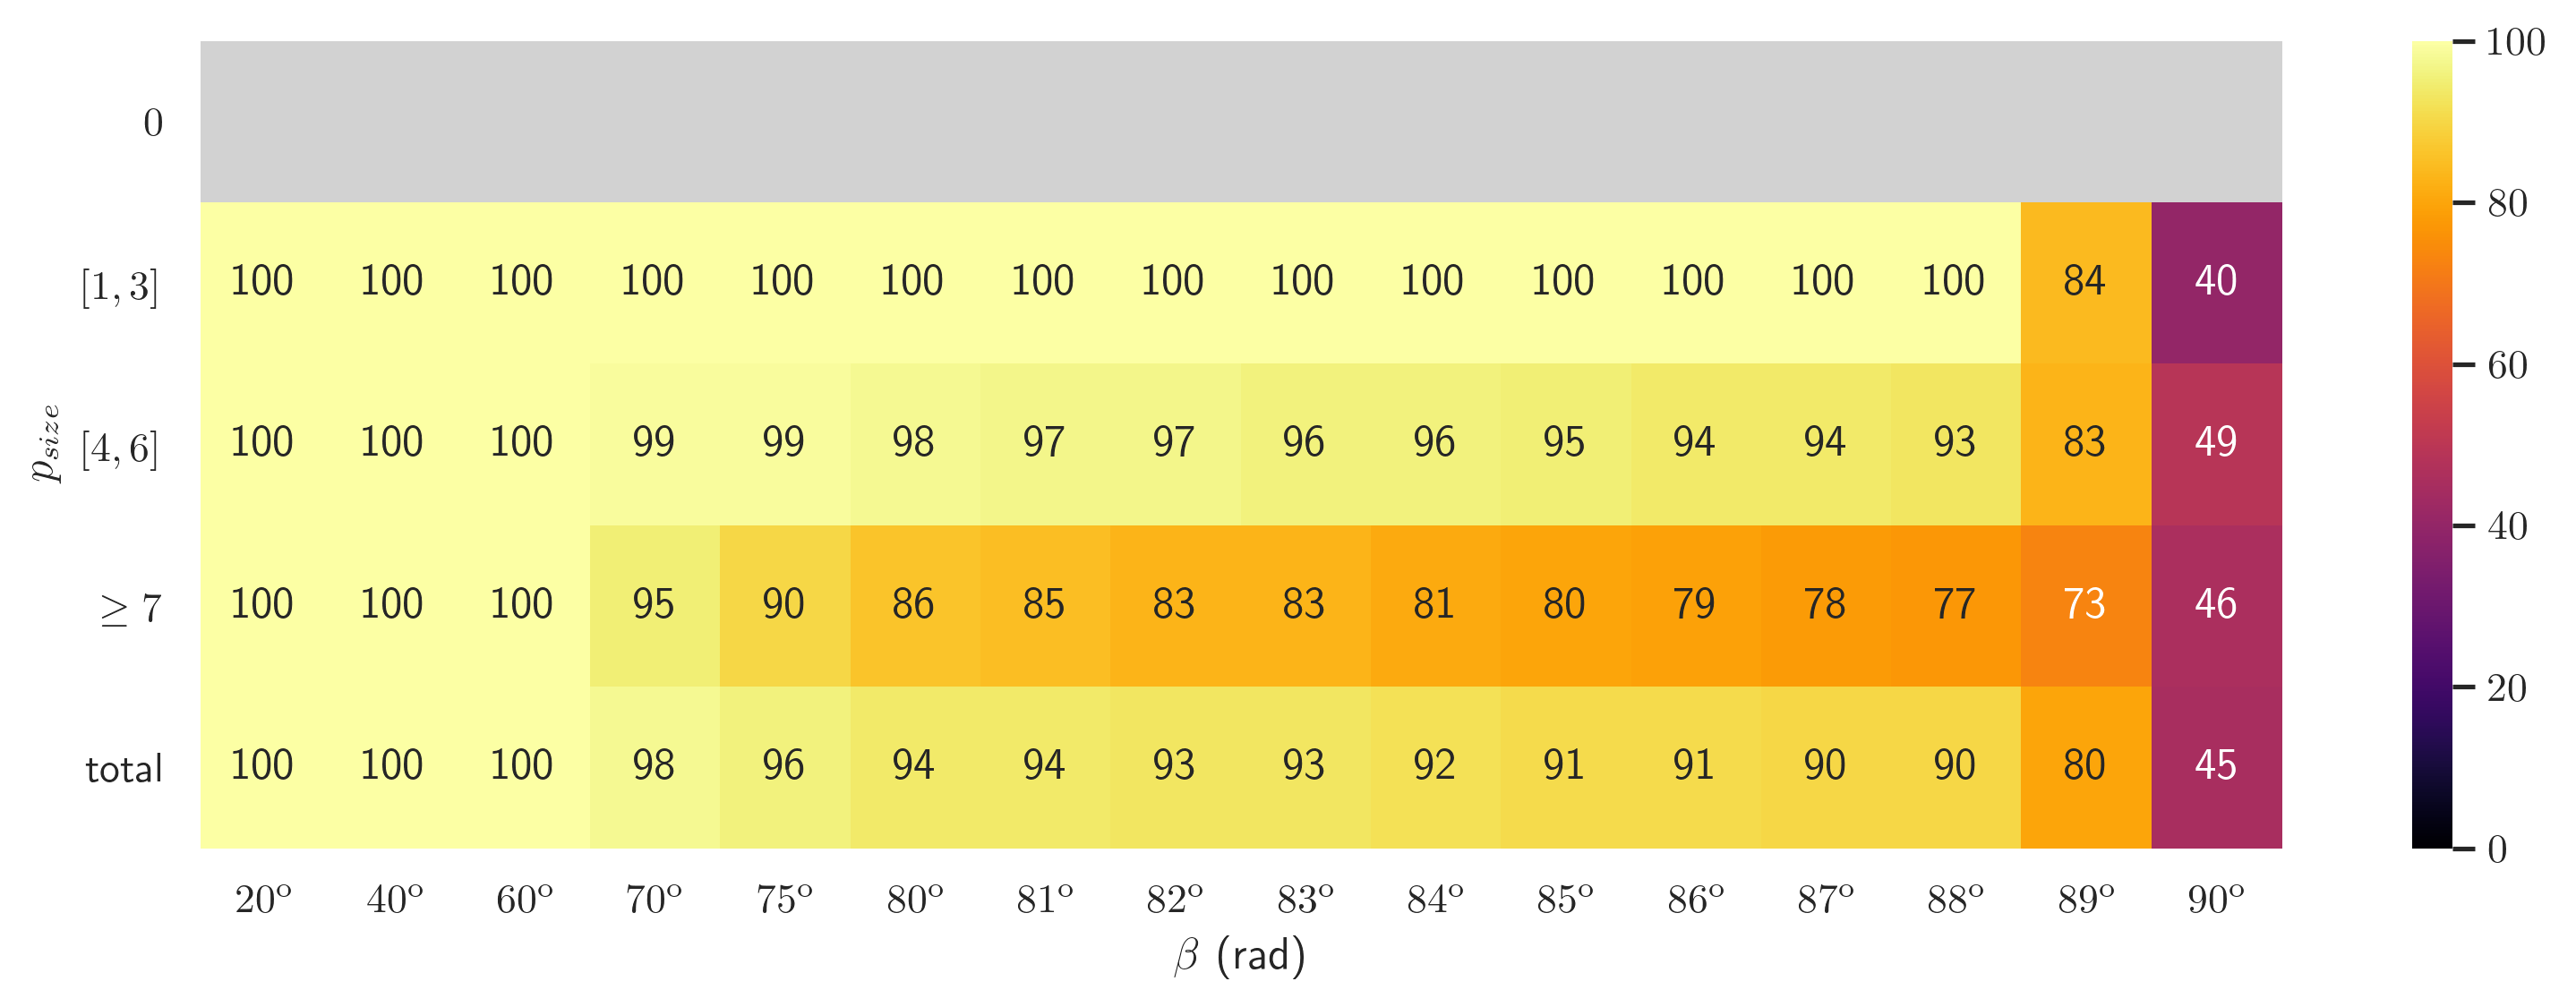 0
[1, 3] 100 100 100 100 100 100 100 100 100 100 100 100 100 100 84 40
[4, 6] 100 100 100 99 99 98 97 97 96 96 95 94 94 93 83 49
≥ 7 100 100 100 95 90 86 85 83 83 81 80 79 78 77 73 46
total 100 100 100 98 96 94 94 93 93 92 91 91 90 90 80 45
p_size
20° 40° 60° 70° 75° 80° 81° 82° 83° 84° 85° 86° 87° 88° 89° 90°
β (rad)
100
80
60
40
20
0